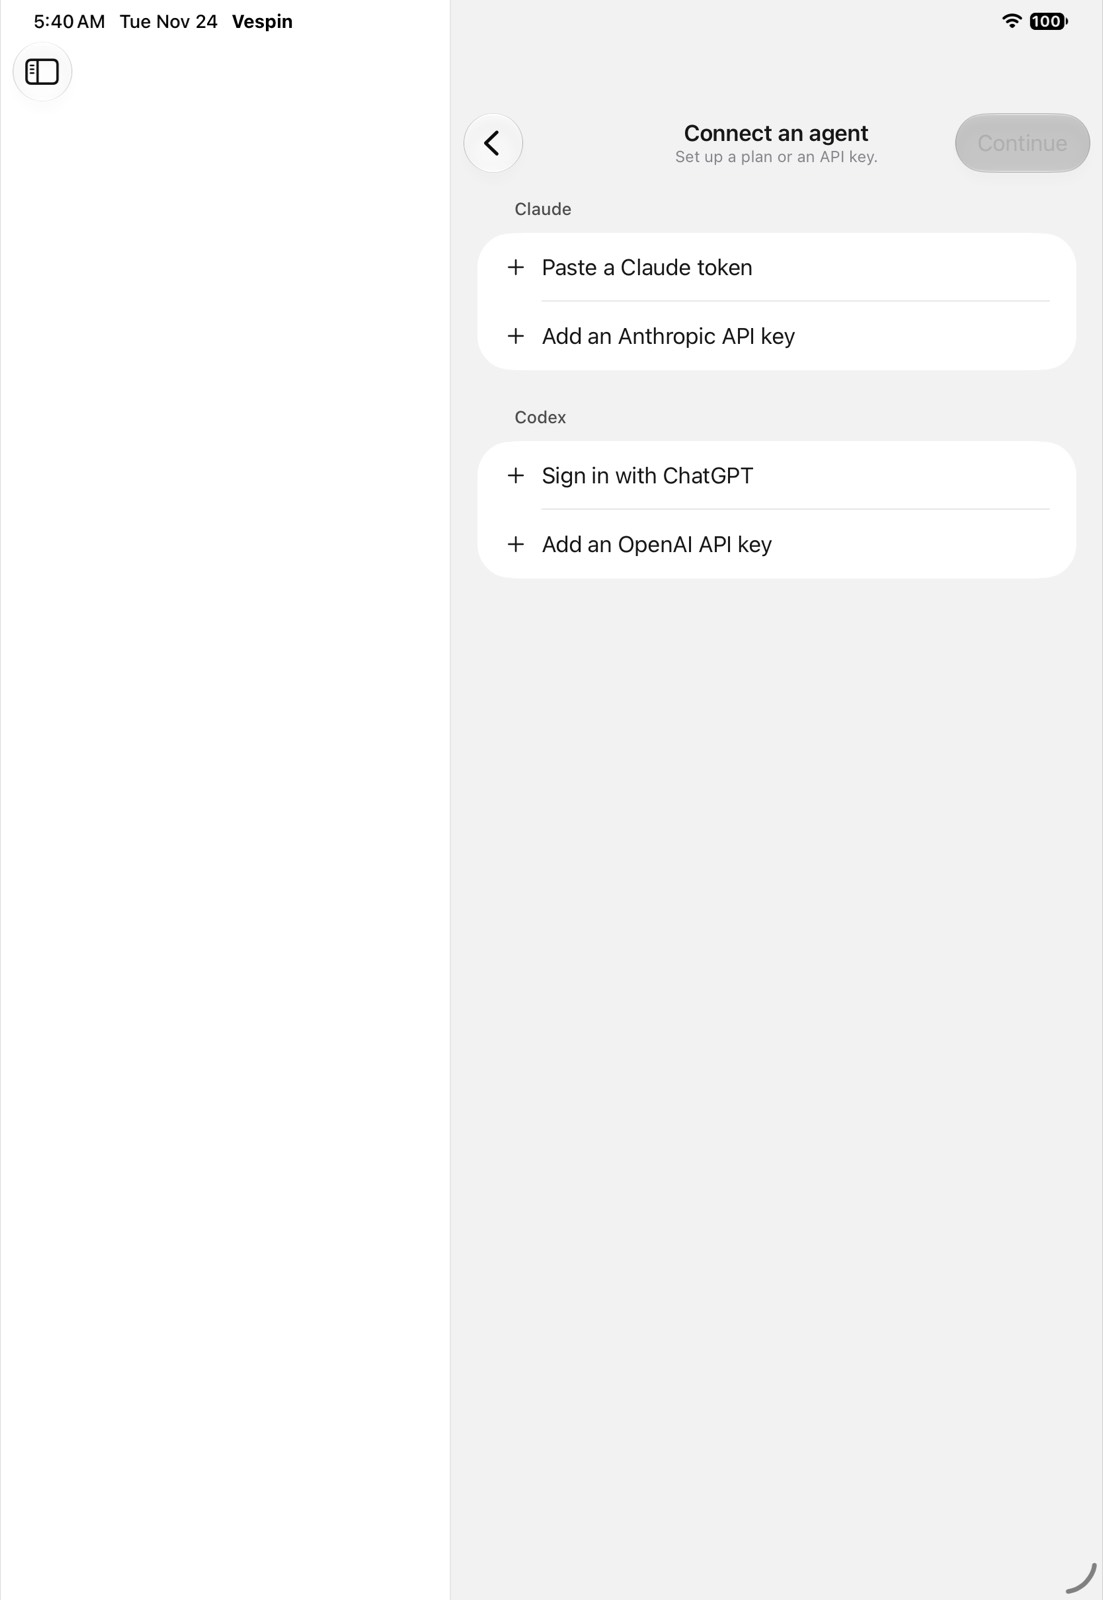 5:40 AM Tue Nov 24 Vespin
100
Connect an agent
Set up a plan or an API key.
Continue
Claude
Paste a Claude token
Add an Anthropic API key
Codex
Sign in with ChatGPT
Add an OpenAI API key